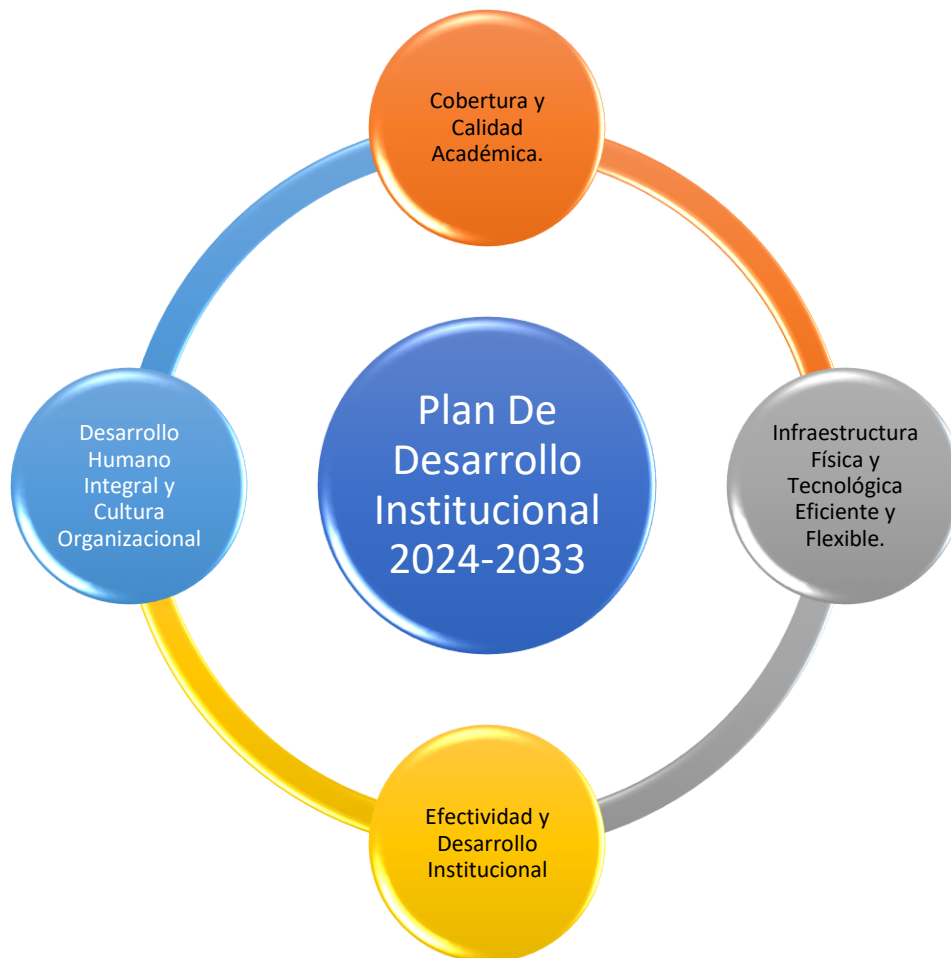 Cobertura y
Calidad
Académica.
Plan De
Desarrollo
Institucional
2024-2033
Infraestructura
Física y
Tecnológica
Eficiente y
Flexible.
Efectividad y
Desarrollo
Institucional
Desarrollo
Humano
Integral y
Cultura
Organizacional